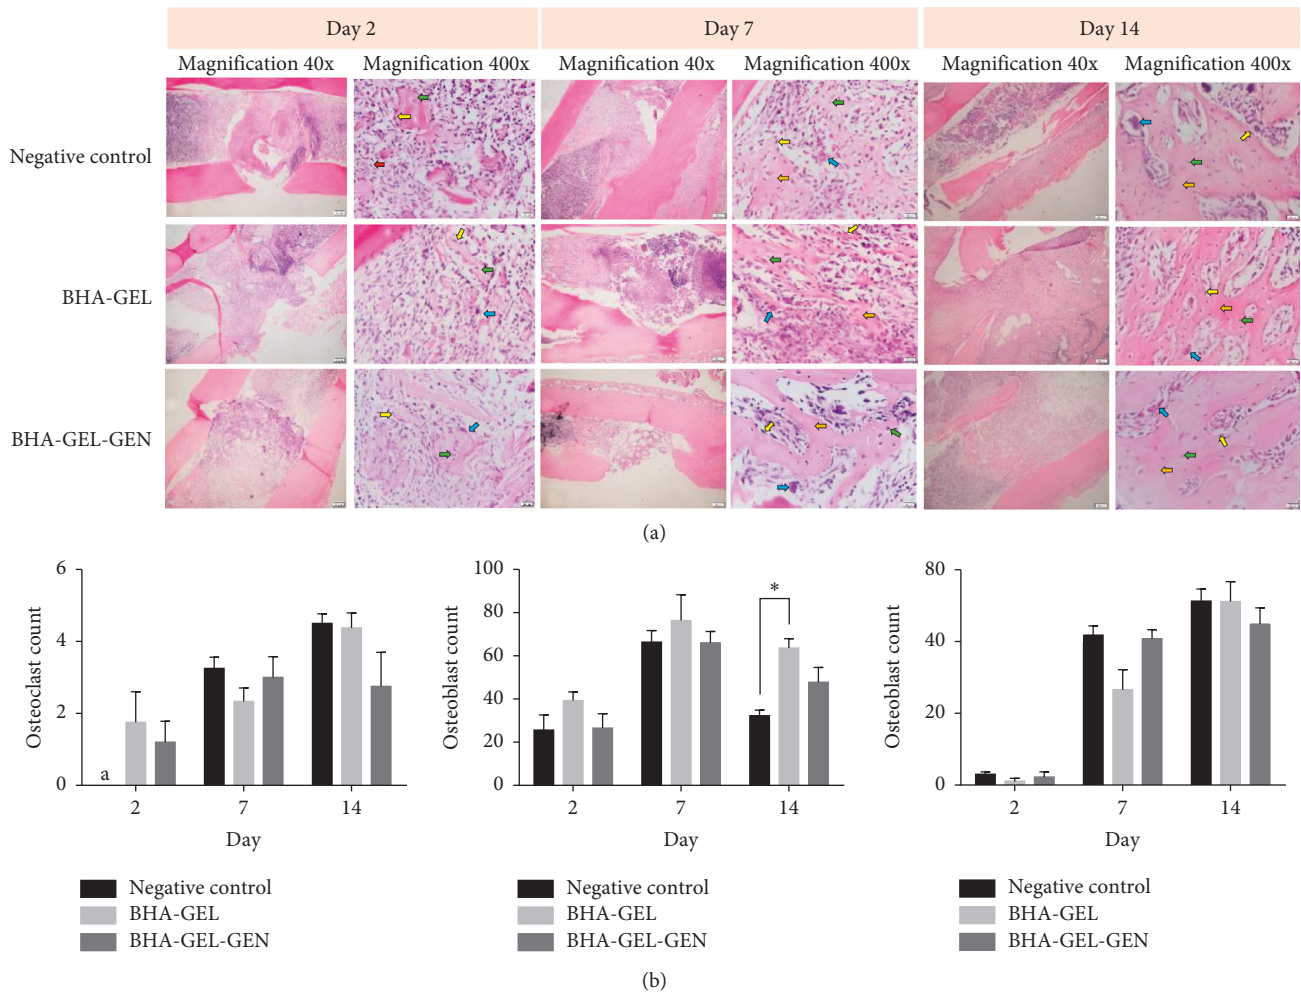 Day 2 Day 7 Day 14
Magnification 40x Magnification 400x Magnification 40x Magnification 400x Magnification 40x Magnification 400x
Negative control
BHA-GEL
BHA-GEL-GEN
(a)
Osteoclast count
6
4
2
0
a
2 7 14
Day
Negative control
BHA-GEL
BHA-GEL-GEN
Osteoblast count
100
80
60
40
20
0
*
2 7 14
Day
Negative control
BHA-GEL
BHA-GEL-GEN
Osteoblast count
80
40
20
0
2 7 14
Day
Negative control
BHA-GEL
BHA-GEL-GEN
(b)